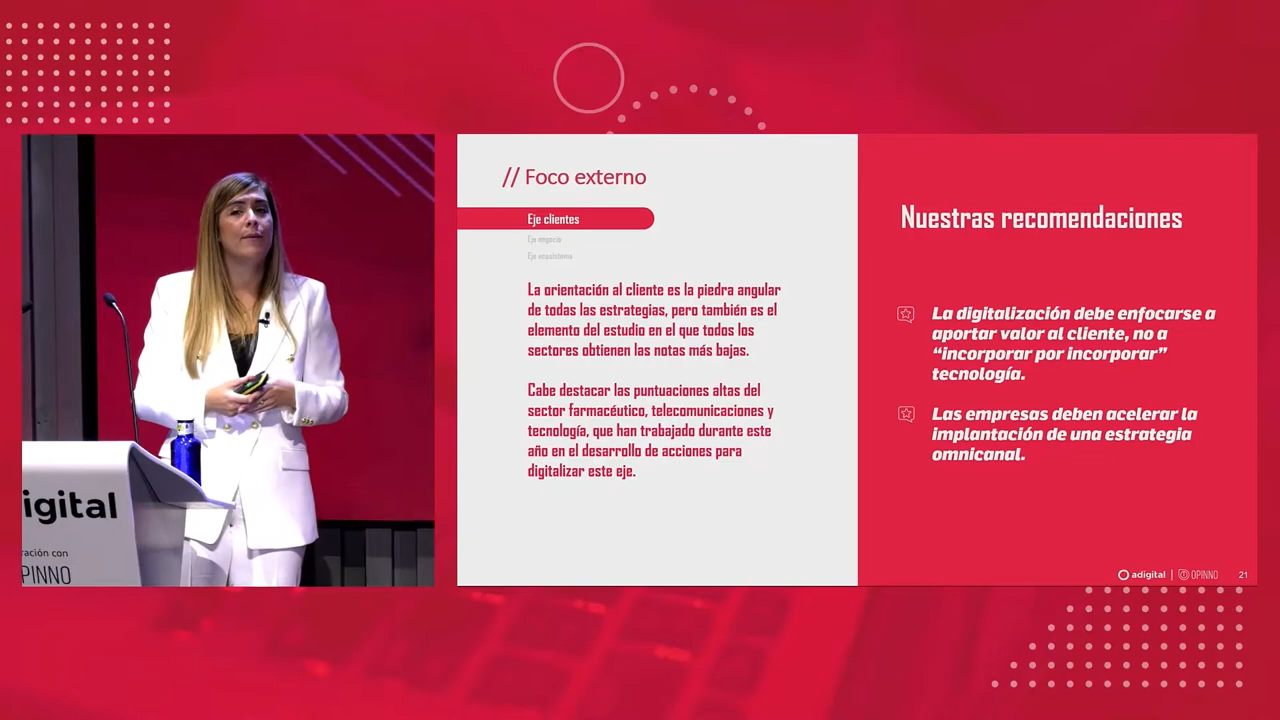 igital
ración con
PINNO
// Foco externo
Eje clientes
Eje negocio
Eje ecosistema
La orientación al cliente es la piedra angular
de todas las estrategias, pero también es el
elemento del estudio en el que todos los
sectores obtienen las notas más bajas.
Cabe destacar las puntuaciones altas del
sector farmacéutico, telecomunicaciones y
tecnología, que han trabajado durante este
año en el desarrollo de acciones para
digitalizar este eje.
Nuestras recomendaciones
La digitalización debe enfocarse a
aportar valor al cliente, no a
“incorporar por incorporar”
tecnología.
Las empresas deben acelerar la
implantación de una estrategia
omnicanal.
adigital | OPINNO 21